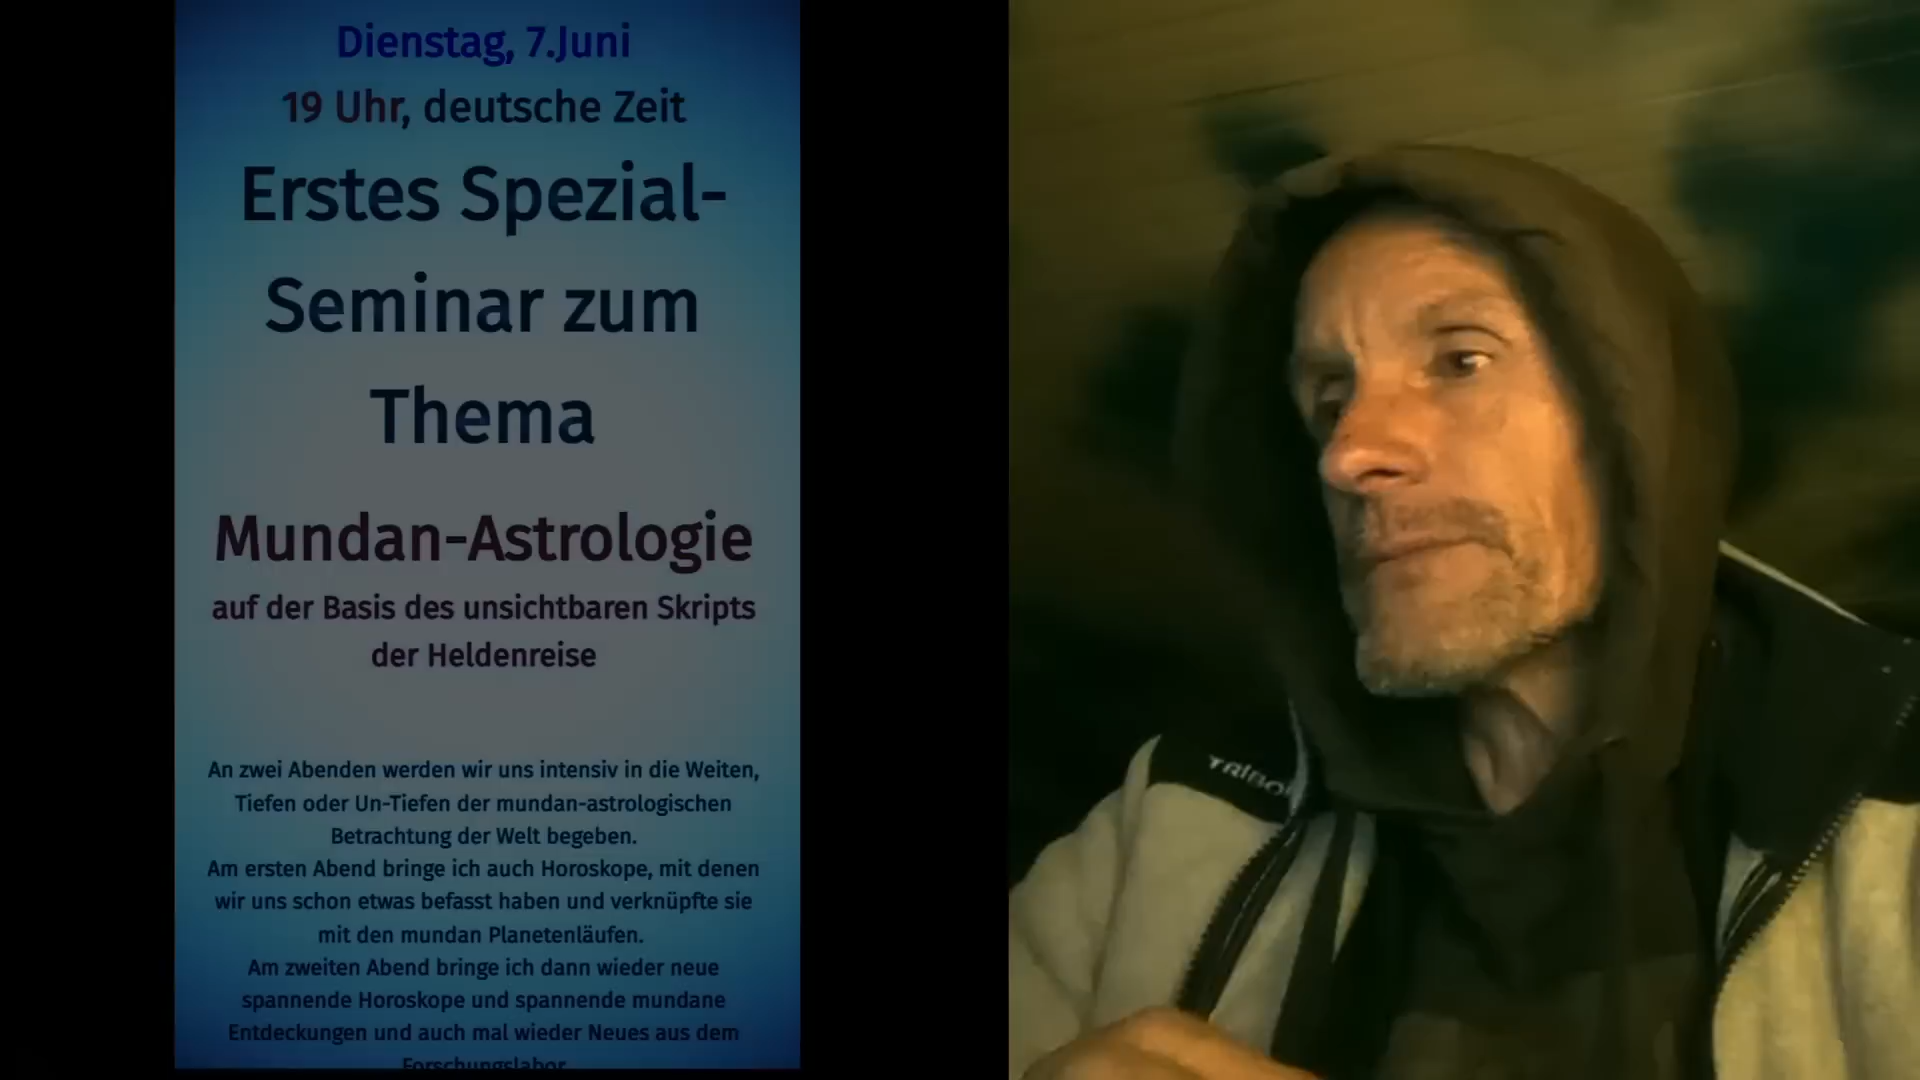 Dienstag, 7.Juni
19 Uhr, deutsche Zeit
Erstes Spezial-
Seminar zum
Thema
Mundan-Astrologie
auf der Basis des unsichtbaren Skripts
der Heldenreise
An zwei Abenden werden wir uns intensiv in die Weiten,
Tiefen oder Un-Tiefen der mundan-astrologischen
Betrachtung der Welt begeben.
Am ersten Abend bringe ich auch Horoskope, mit denen
wir uns schon etwas befasst haben und verknüpfte sie
mit den mundan Planetenläufen.
Am zweiten Abend bringe ich dann wieder neue
spannende Horoskope und spannende mundane
Entdeckungen und auch mal wieder Neues aus dem
Forschungslabor